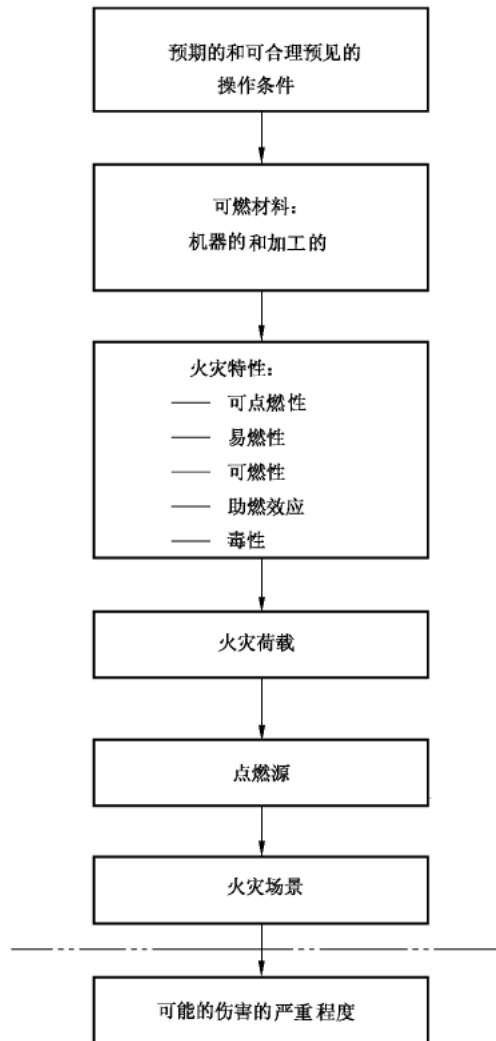 预期的和可合理预见的
操作条件
可燃材料：
机器的和加工的
火灾特性：
—— 可点燃性
—— 易燃性
—— 可燃性
—— 助燃效应
—— 毒性
火灾荷载
点燃源
火灾场景
可能的伤害的严重程度